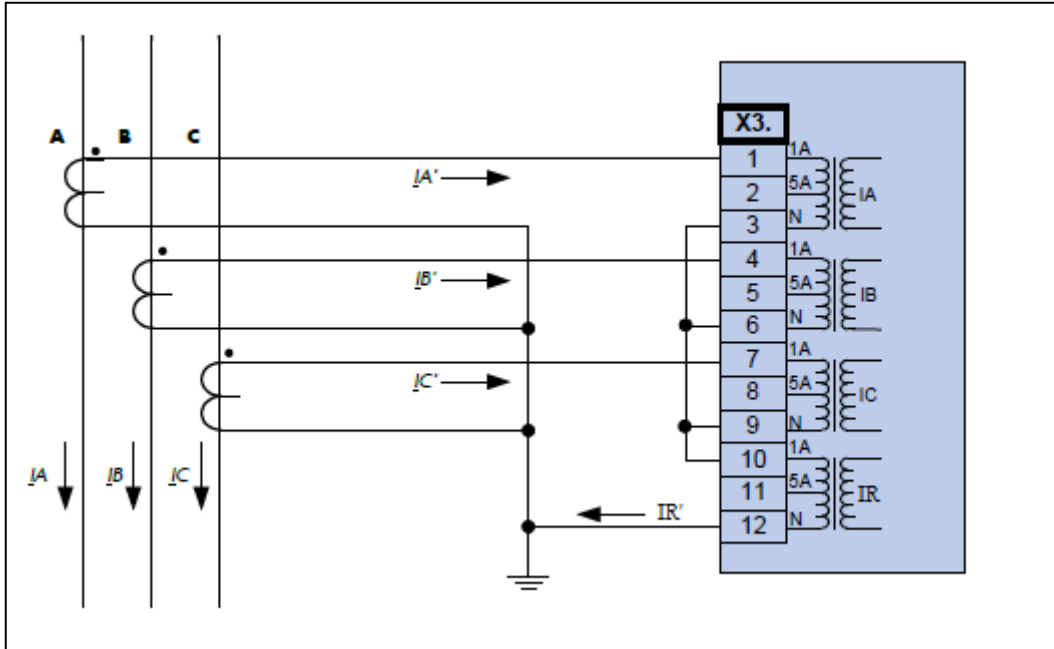 X3.
A B C
1 1A
IA'
2 5A IA
3 N
4 1A
IB'
5 5A IB
6 N
7 1A
IC'
8 5A IC
9 N
10 1A
IA IB IC
11 5A IR
IR'
12 N